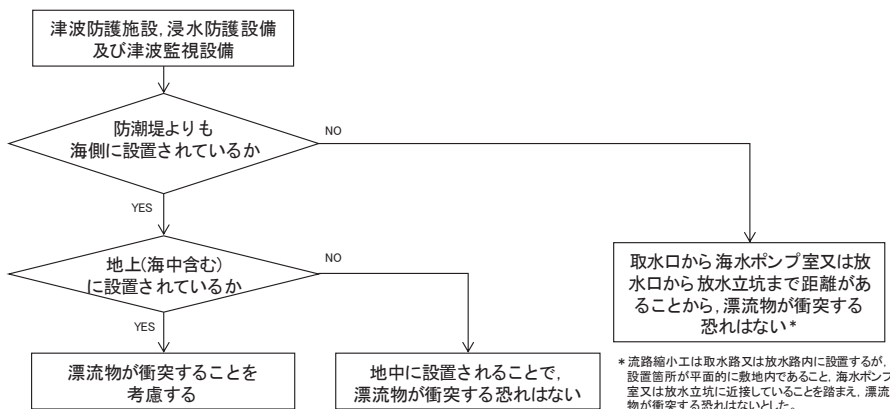 津波防護施設,浸水防護設備
及び津波監視設備
防潮堤よりも
海側に設置されているか
NO
YES
地上(海中含む)
に設置されているか
NO
YES
取水口から海水ポンプ室又は放
水口から放水立坑まで距離があ
ることから,漂流物が衝突する
恐れはない*
漂流物が衝突することを
考慮する
地中に設置されることで,
漂流物が衝突する恐れはない
*流路縮小工は取水路又は放水路内に設置するが,
設置箇所が平面的に敷地内であること,海水ポンプ
室又は放水立坑に近接していることを踏まえ,漂流
物が衝突する恐れはないとした。